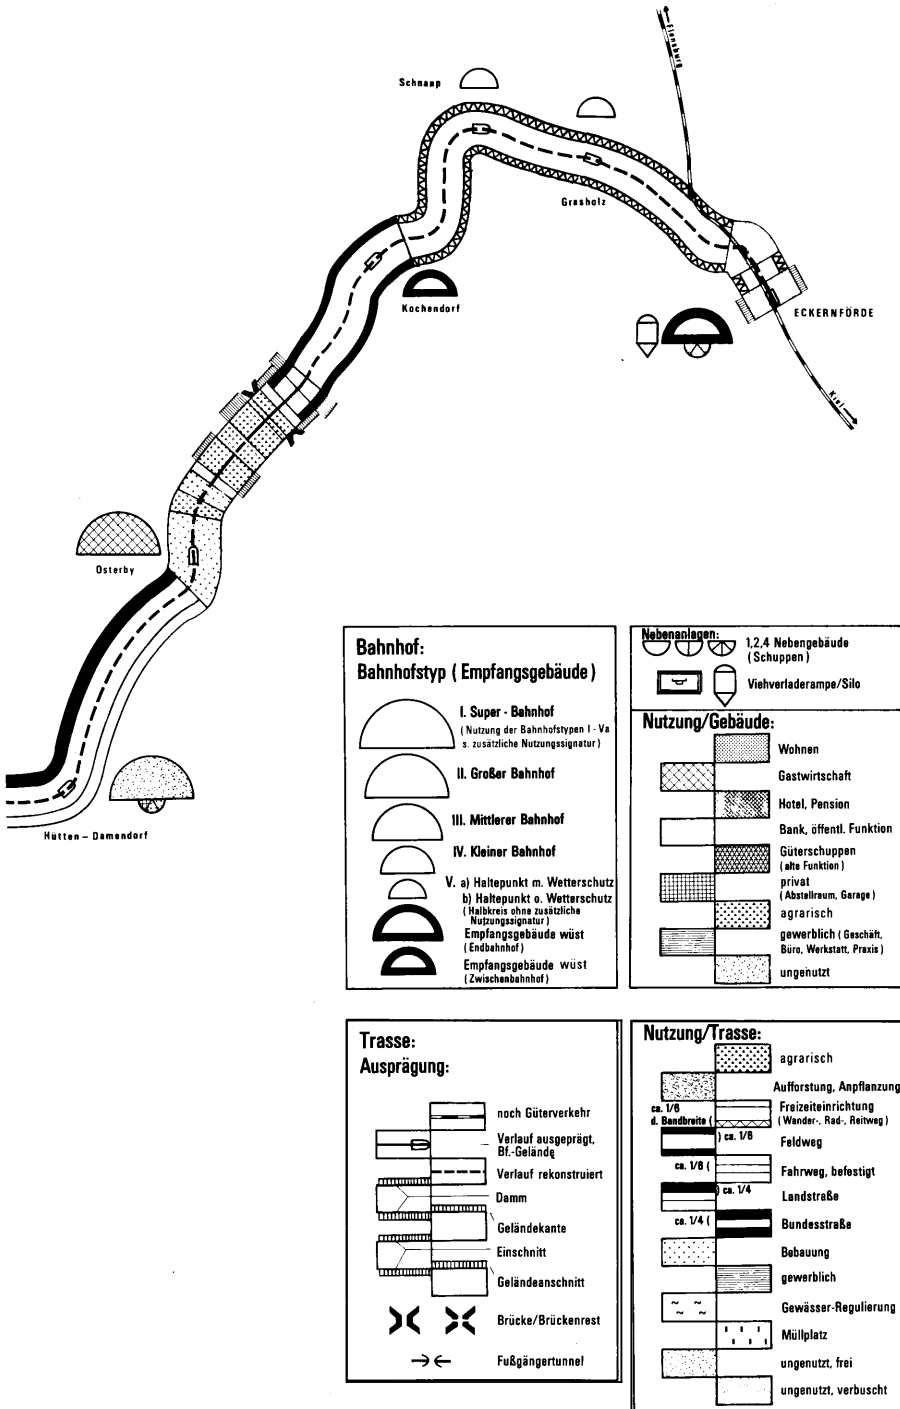 Flensburg
Schnaap
Grasholz
Kochendorf
ECKERNFÖRDE
Kiel
Osterby
Hütten – Damendorf
Bahnhof:
Bahnhofstyp ( Empfangsgebäude )
I. Super - Bahnhof
( Nutzung der Bahnhofstypen I - Va
s. zusätzliche Nutzungssignatur )
II. Großer Bahnhof
III. Mittlerer Bahnhof
IV. Kleiner Bahnhof
V. a) Haltepunkt m. Wetterschutz
b) Haltepunkt o. Wetterschutz
( Halbkreis ohne zusätzliche
Nutzungssignatur )
Empfangsgebäude wüst
( Endbahnhof )
Empfangsgebäude wüst
( Zwischenbahnhof )
Nebenanlagen:
1,2,4 Nebengebäude
( Schuppen )
Viehverladerampe/Silo
Nutzung/Gebäude:
Wohnen
Gastwirtschaft
Hotel, Pension
Bank, öffentl. Funktion
Güterschuppen
( alte Funktion )
privat
( Abstellraum, Garage )
agrarisch
gewerblich ( Geschäft,
Büro, Werkstatt, Praxis )
ungenutzt
Trasse:
Ausprägung:
noch Güterverkehr
Verlauf ausgeprägt,
Bf.-Gelände
Verlauf rekonstruiert
Damm
Geländekante
Einschnitt
Geländeanschnitt
Brücke/Brückenrest
Fußgängertunnel
Nutzung/Trasse:
agrarisch
Aufforstung, Anpflanzung
ca. 1/6
d. Bandbreite (
Freizeiteinrichtung
( Wander-, Rad-, Reitweg )
) ca. 1/6
Feldweg
ca. 1/6 (
Fahrweg, befestigt
) ca. 1/4
Landstraße
ca. 1/4 (
Bundesstraße
Bebauung
gewerblich
Gewässer-Regulierung
Müllplatz
ungenutzt, frei
ungenutzt, verbuscht